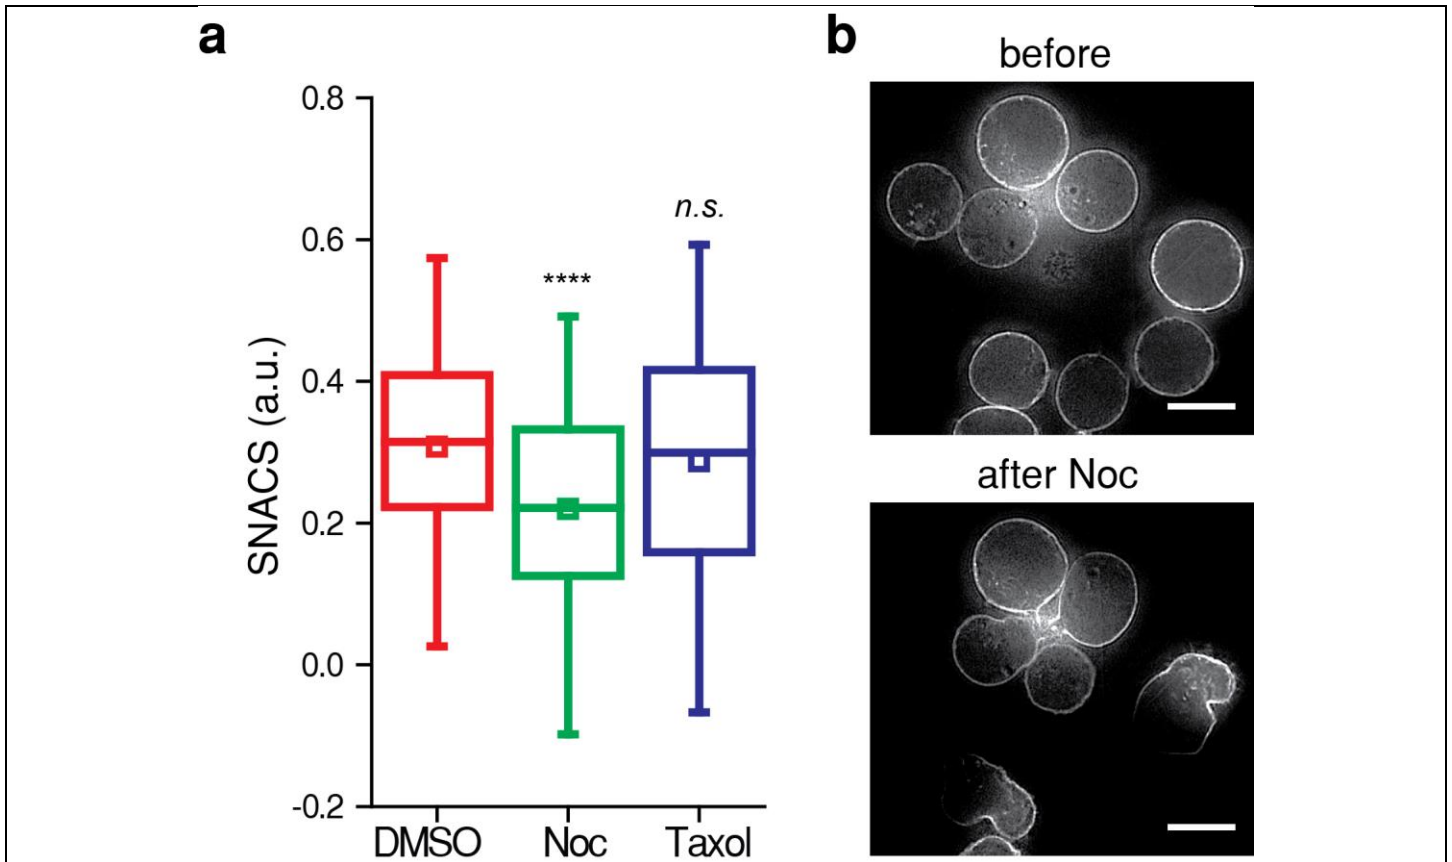 a
0.8
0.6
0.4
0.2
0.0
-0.2
SNACS (a.u.)
****
n.s.
DMSO Noc Taxol
b
before
after Noc